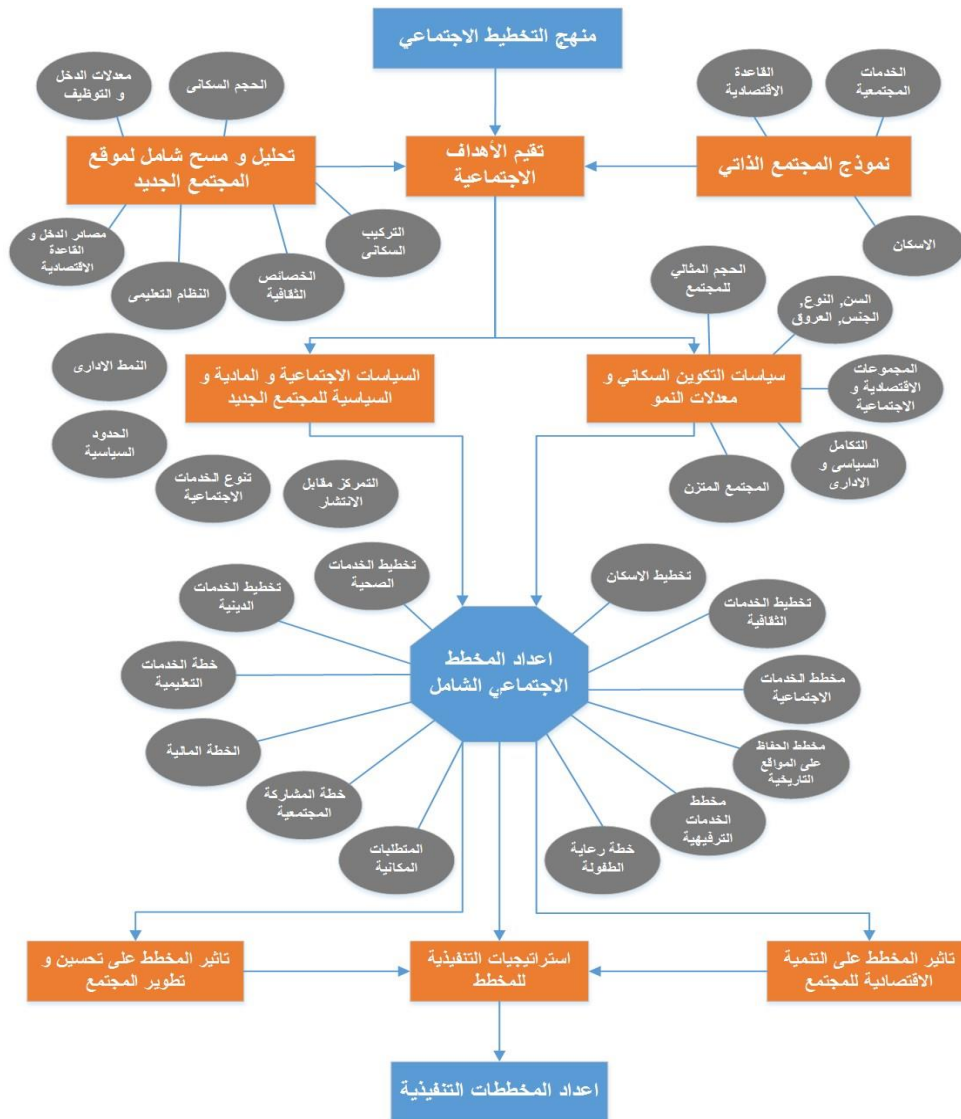 منهج التخطيط الاجتماعي
الخدمات
المجتمعية
القاعدة
الاقتصادية
الحجم السكانى
معدلات الدخل
و التوظيف
نموذج المجتمع الذاتي
تقيم الأهداف
الاجتماعية
تحليل و مسح شامل لموقع
المجتمع الجديد
الاسكان
التركيب
السكانى
الخصائص
الثقافية
النظام التعليمى
مصادر الدخل و
القاعدة
الاقتصادية
السن, النوع,
الجنس, العروق
الحجم المثالي
للمجتمع
سياسات التكوين السكاني و
معدلات النمو
المجموعات
الاقتصادية و
الاجتماعية
التكامل
السياسى و
الادارى
المجتمع المتزن
السياسات الاجتماعية و المادية و
السياسية للمجتمع الجديد
النمط الادارى
الحدود
السياسية
تنوع الخدمات
الاجتماعية
التمركز مقابل
الانتشار
اعداد المخطط
الاجتماعي الشامل
تخطيط الاسكان
تخطيط الخدمات
الثقافية
مخطط الخدمات
الاجتماعية
مخطط الحفاظ
على المواقع
التاريخية
مخطط
الخدمات
الترفيهية
خطة رعاية
الطفولة
تخطيط الخدمات
الصحية
تخطيط الخدمات
الدينية
خطة الخدمات
التعليمية
الخطة المالية
خطة المشاركة
المجتمعية
المتطلبات
المكانية
تاثير المخطط على التنمية
الاقتصادية للمجتمع
استراتيجيات التنفيذية
للمخطط
تاثير المخطط على تحسين و
تطوير المجتمع
اعداد المخططات التنفيذية